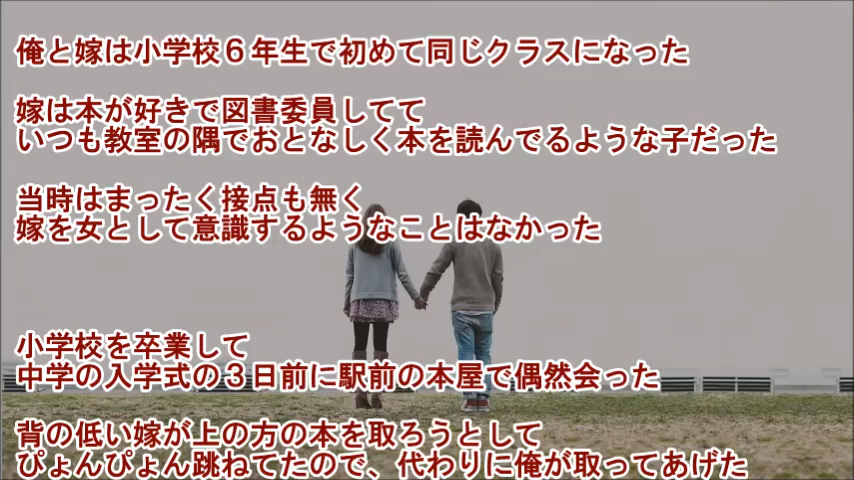 俺と嫁は小学校６年生で初めて同じクラスになった
嫁は本が好きで図書委員してて
いつも教室の隅でおとなしく本を読んでるような子だった
当時はまったく接点も無く
嫁を女として意識するようなことはなかった
小学校を卒業して
中学の入学式の３日前に駅前の本屋で偶然会った
背の低い嫁が上の方の本を取ろうとして
ぴょんぴょん跳ねてたので、代わりに俺が取ってあげた